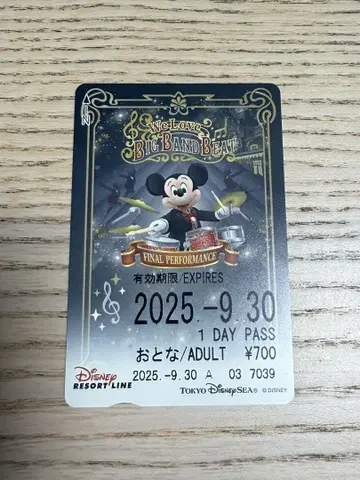 We Love
BIG BAND BEAT
FINAL PERFORMANCE
有効期限/EXPIRES
2025.-9.30
1 DAY PASS
おとな/ADULT ¥700
Disney
RESORT LINE
2025.-9.30 A 03 7039
TOKYO DISNEYSEA® ©DISNEY